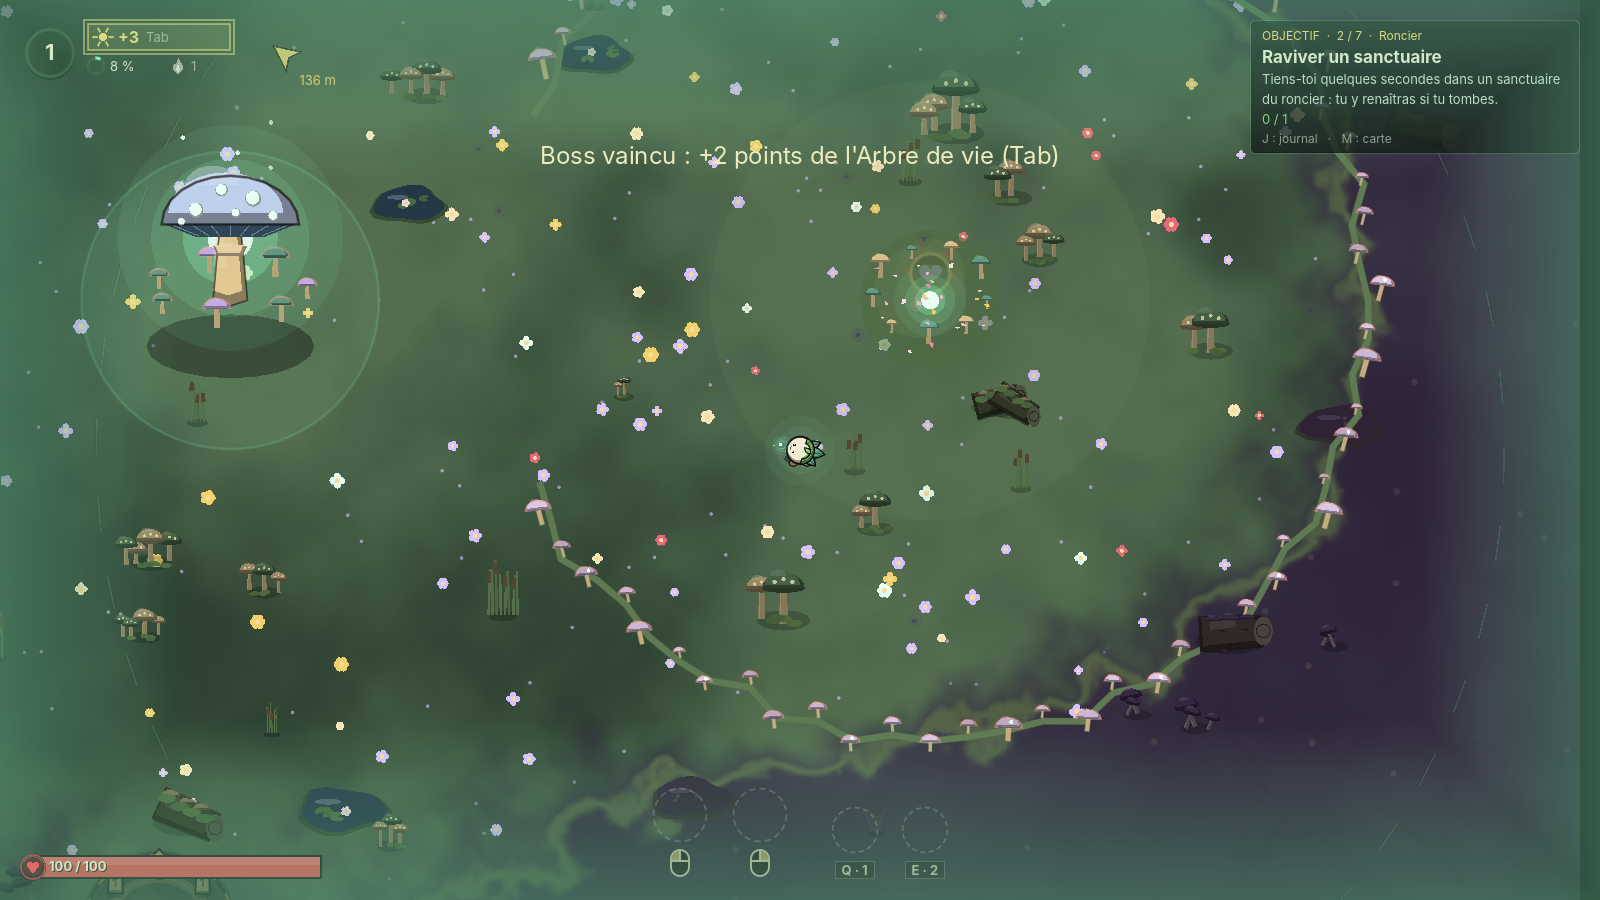 1
+3 Tab
8 %
1
136 m
OBJECTIF · 2 / 7 · Roncier
Raviver un sanctuaire
Tiens-toi quelques secondes dans un sanctuaire
du roncier : tu y renaîtras si tu tombes.
0 / 1
J : journal · M : carte
Boss vaincu : +2 points de l'Arbre de vie (Tab)
100 / 100
Q · 1
E · 2